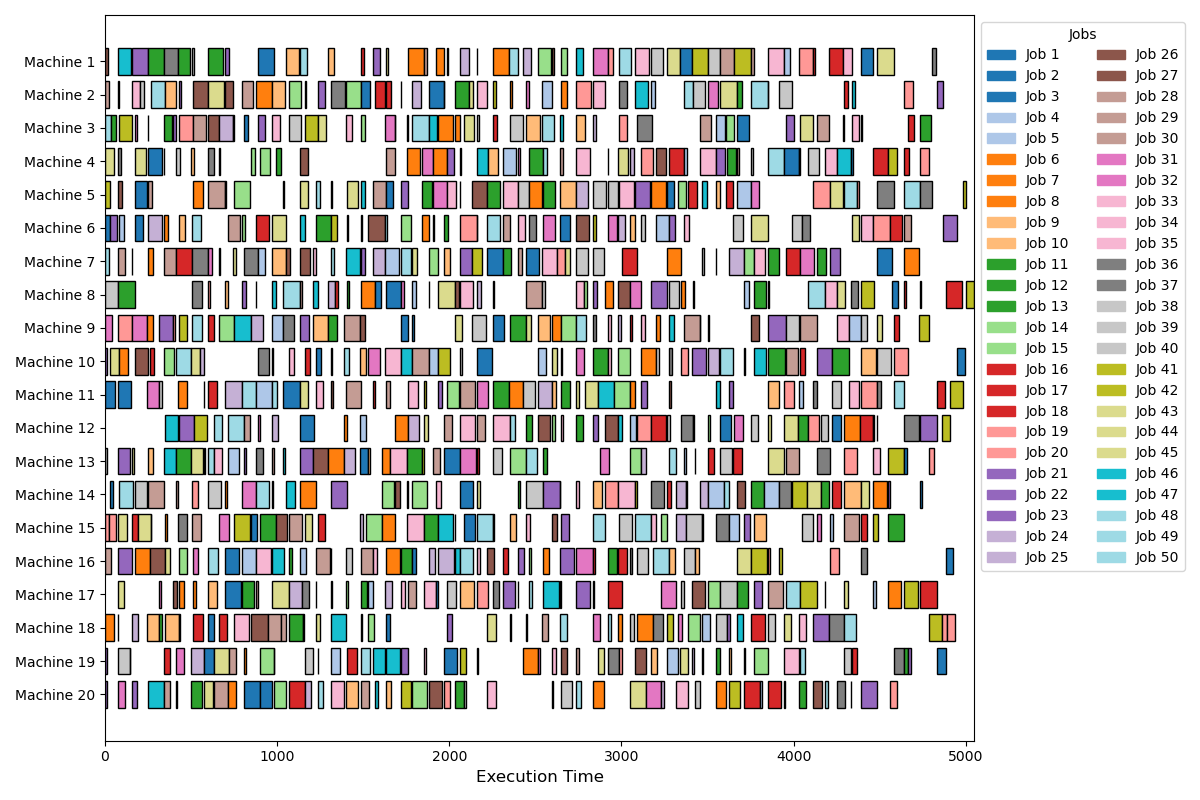 Machine 1
Machine 2
Machine 3
Machine 4
Machine 5
Machine 6
Machine 7
Machine 8
Machine 9
Machine 10
Machine 11
Machine 12
Machine 13
Machine 14
Machine 15
Machine 16
Machine 17
Machine 18
Machine 19
Machine 20
0 1000 2000 3000 4000 5000
Execution Time
Jobs
Job 1
Job 2
Job 3
Job 4
Job 5
Job 6
Job 7
Job 8
Job 9
Job 10
Job 11
Job 12
Job 13
Job 14
Job 15
Job 16
Job 17
Job 18
Job 19
Job 20
Job 21
Job 22
Job 23
Job 24
Job 25
Job 26
Job 27
Job 28
Job 29
Job 30
Job 31
Job 32
Job 33
Job 34
Job 35
Job 36
Job 37
Job 38
Job 39
Job 40
Job 41
Job 42
Job 43
Job 44
Job 45
Job 46
Job 47
Job 48
Job 49
Job 50